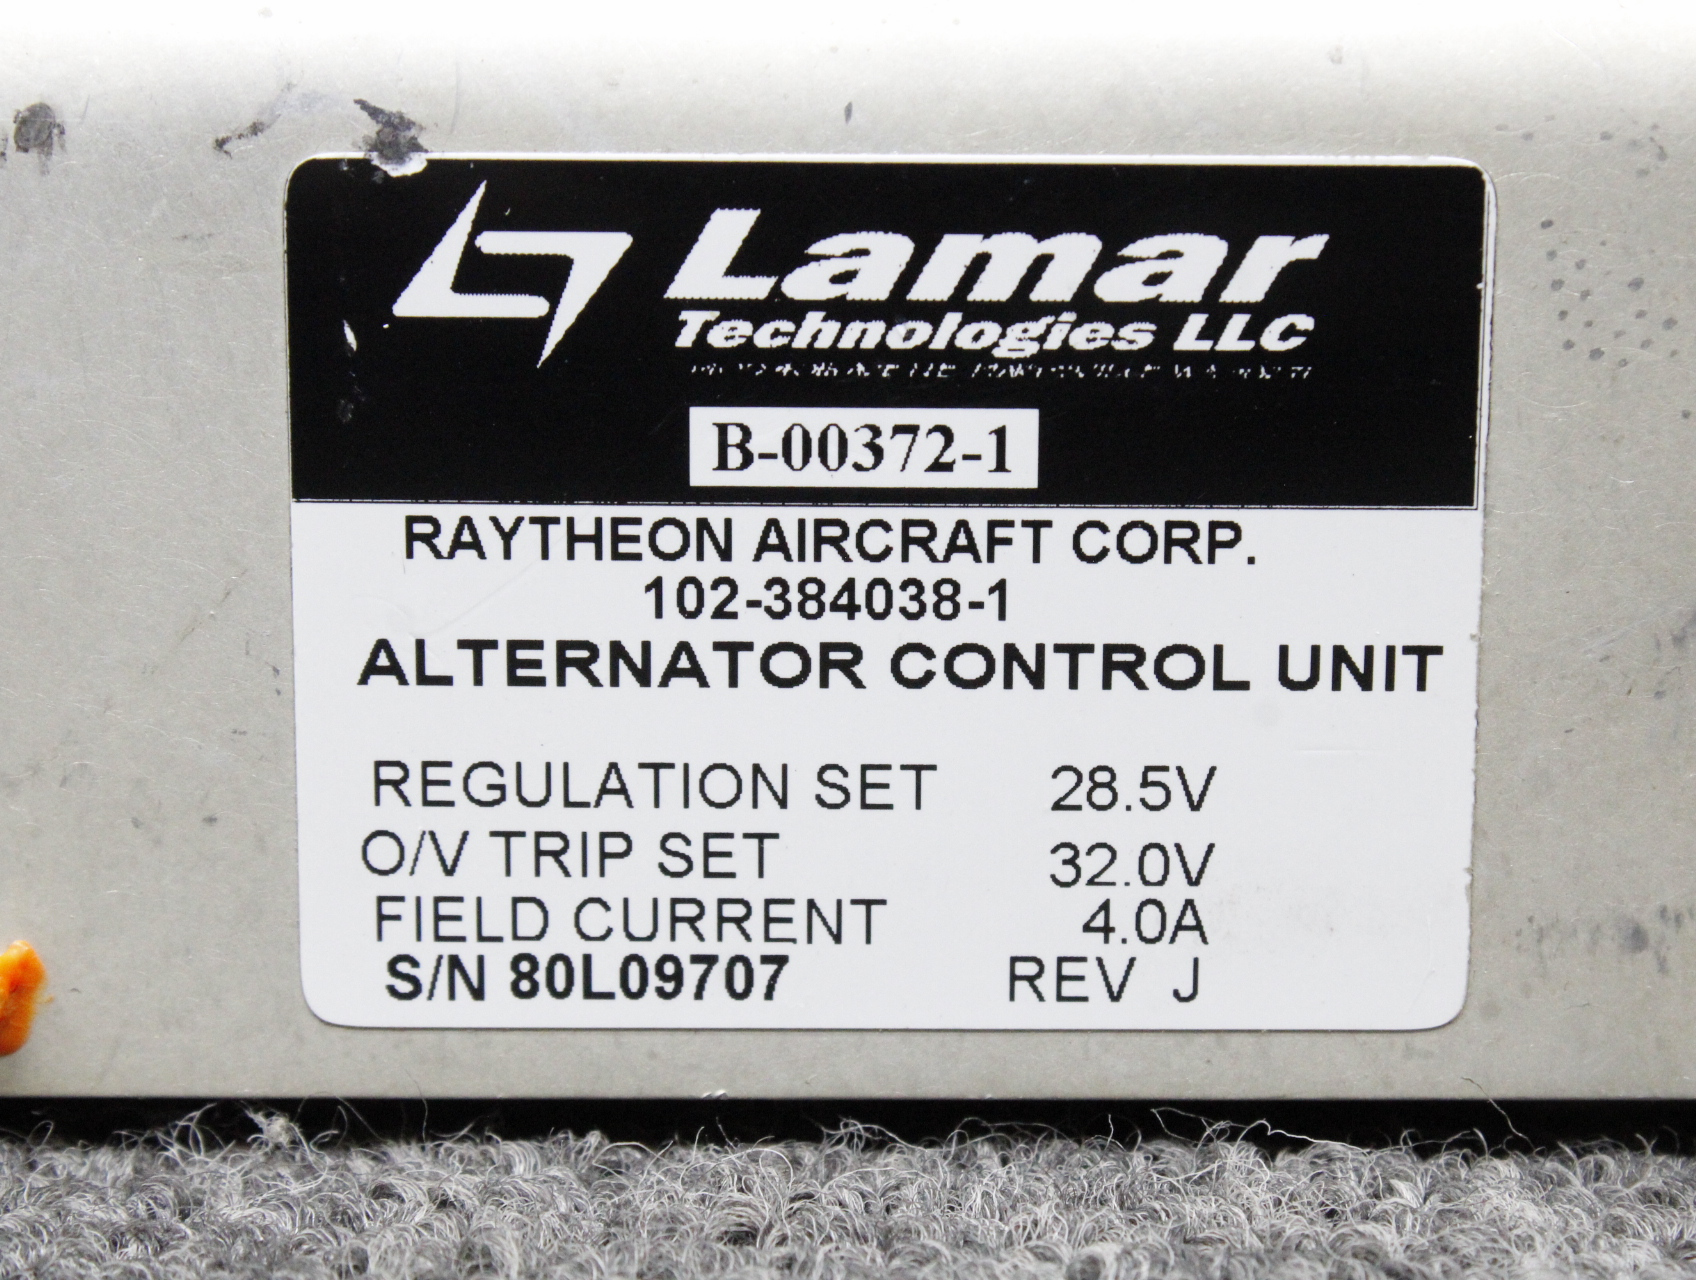 Lamar
Technologies LLC
B-00372-1
RAYTHEON AIRCRAFT CORP.
102-384038-1
ALTERNATOR CONTROL UNIT
REGULATION SET 28.5V
O/V TRIP SET 32.0V
FIELD CURRENT 4.0A
S/N 80L09707 REV J